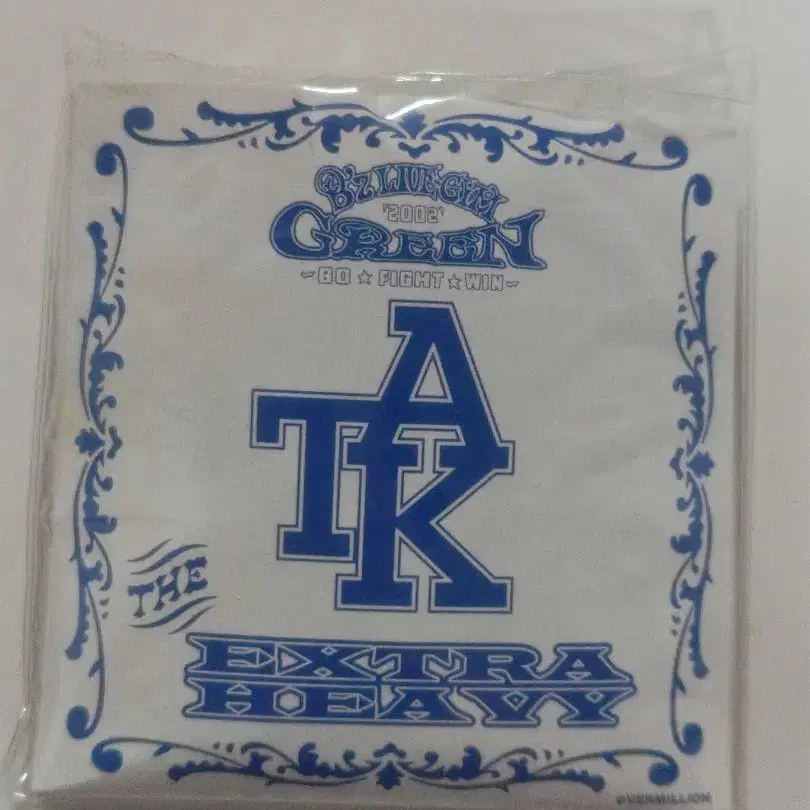 B'z LIVE-GYM
'2002'
GREEN
~GO★FIGHT★WIN~
TAK
THE
EXTRA
HEAVY
©VERMILLION